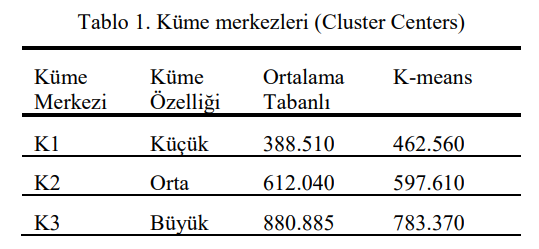 Tablo 1. Küme merkezleri (Cluster Centers)
Küme Merkezi Küme Özelliği Ortalama Tabanlı K-means
K1 Küçük 388.510 462.560
K2 Orta 612.040 597.610
K3 Büyük 880.885 783.370